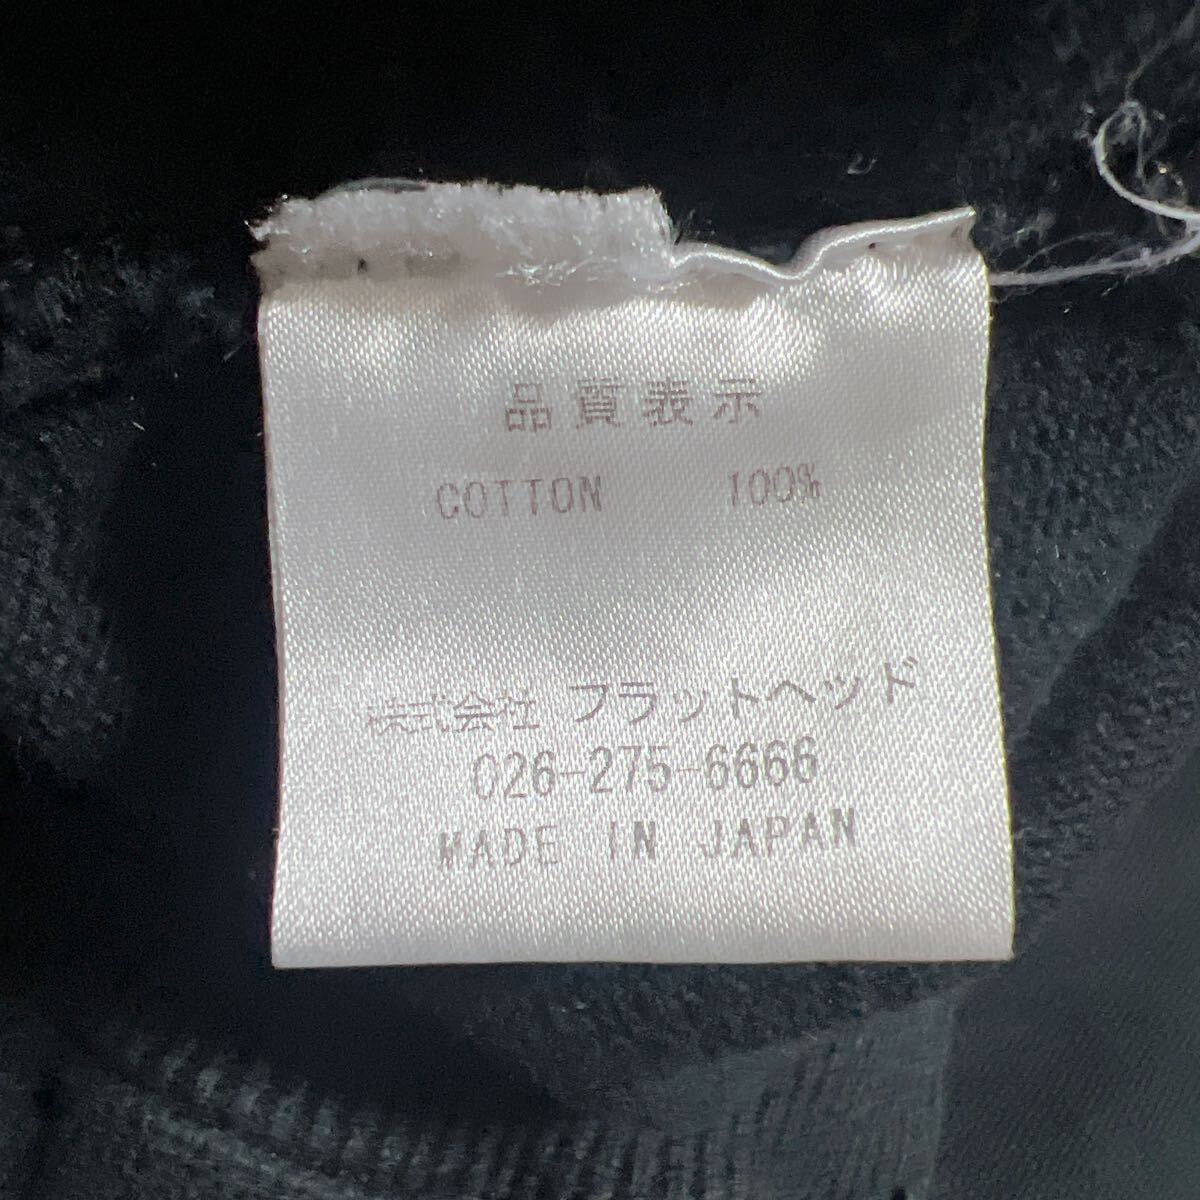 品質表示
COTTON 100%
株式会社 フラットヘッド
026-275-6666
MADE IN JAPAN